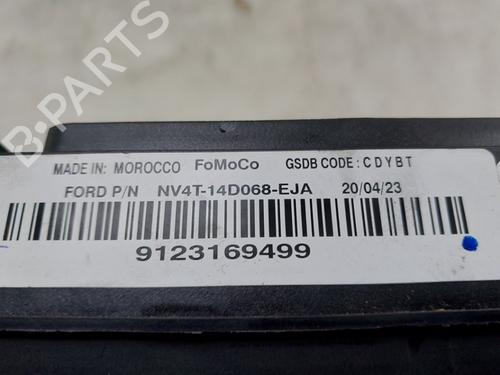 B-PARTS
MADE IN: MOROCCO FoMoCo GSDB CODE: CDYBT
FORD P/N NV4T-14D068-EJA 20/04/23
9123169499